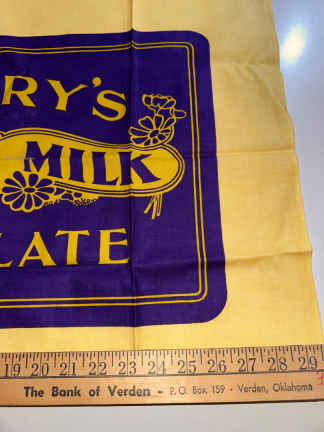 RY'S
MILK
LATE
19 20 21 22 23 24 25 26 27 28 29
The Bank of Verden - P.O. Box 159 - Verden, Oklahoma